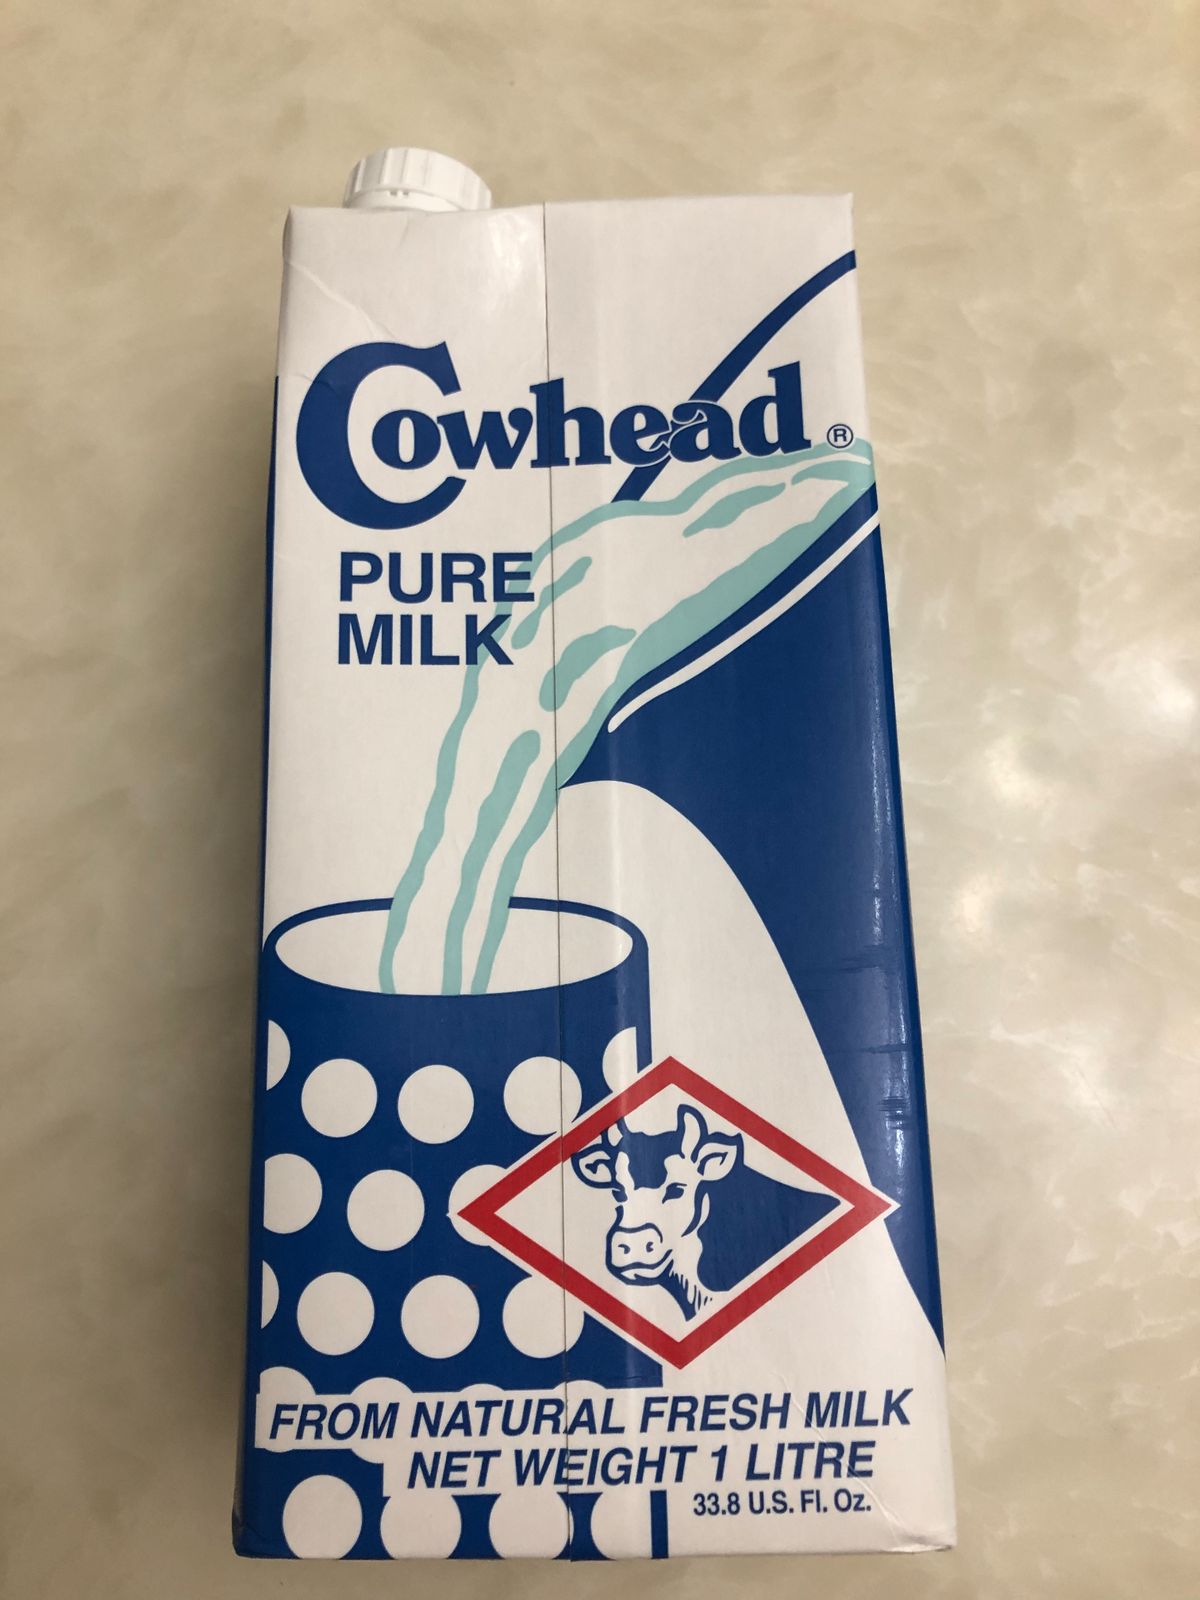 Cowhead ®
PURE
MILK
FROM NATURAL FRESH MILK
NET WEIGHT 1 LITRE
33.8 U.S. Fl. Oz.